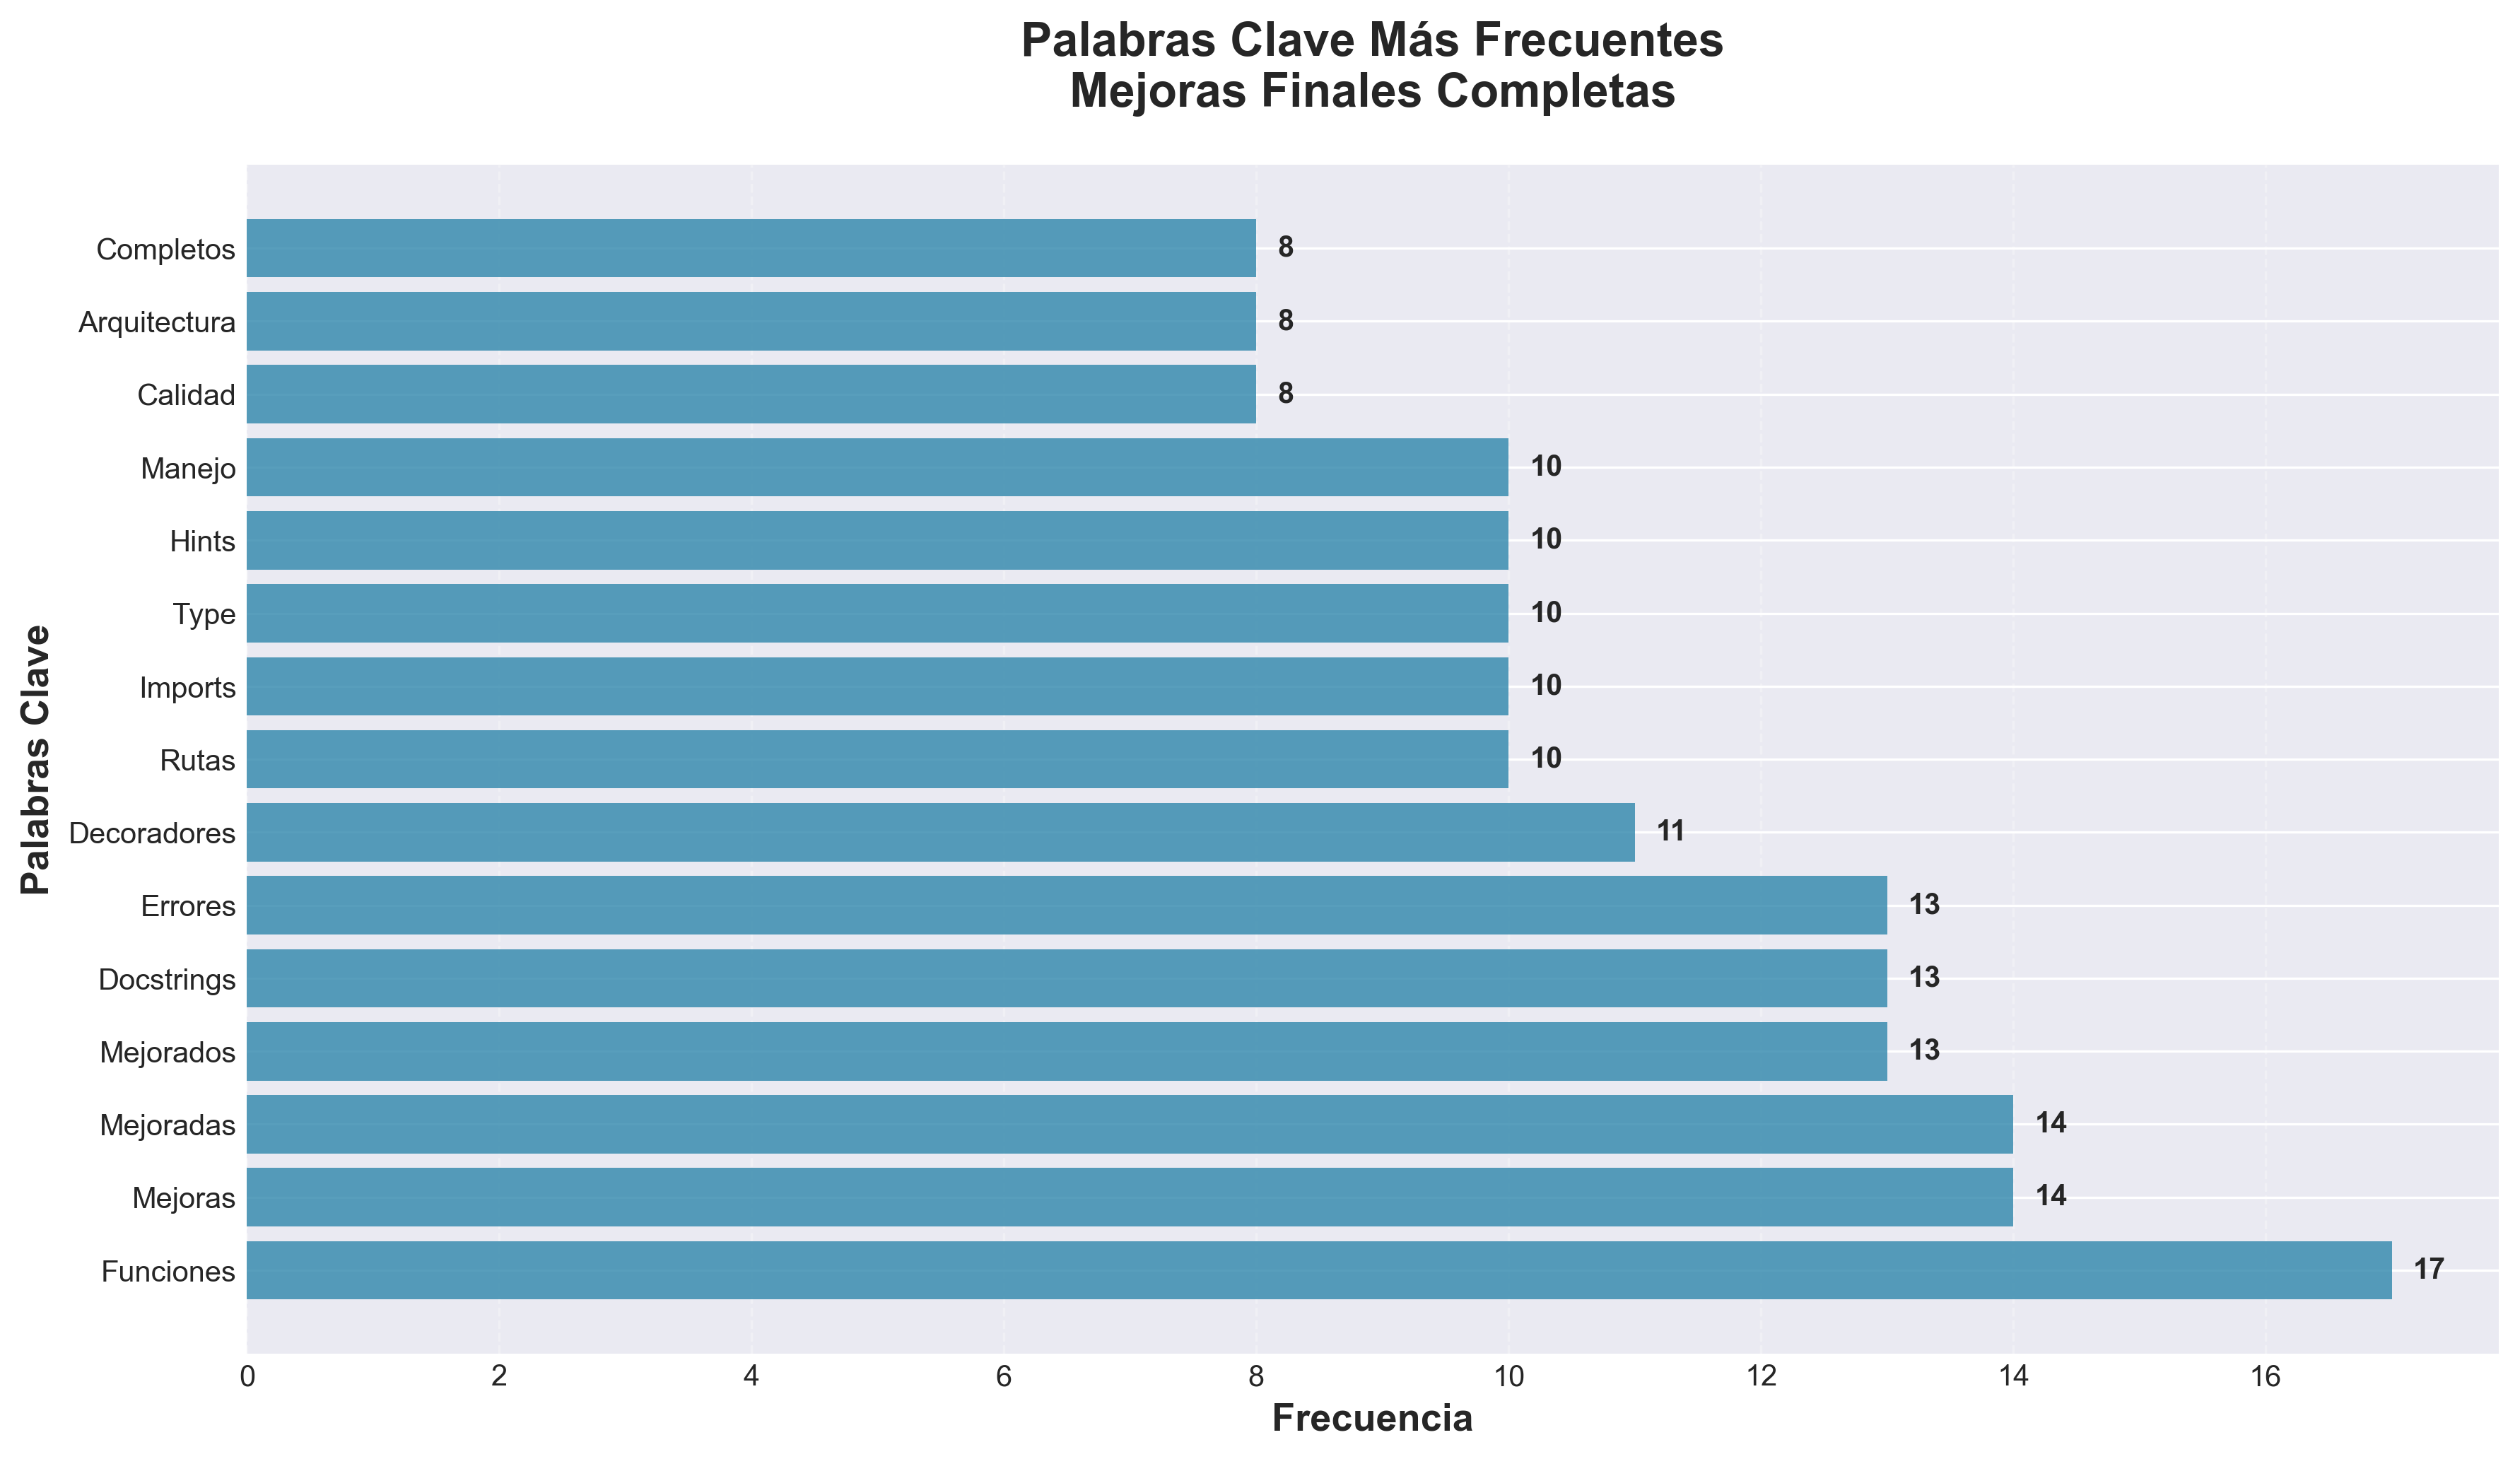 Palabras Clave Más Frecuentes
Mejoras Finales Completas
Palabras Clave
Completos 8
Arquitectura 8
Calidad 8
Manejo 10
Hints 10
Type 10
Imports 10
Rutas 10
Decoradores 11
Errores 13
Docstrings 13
Mejorados 13
Mejoradas 14
Mejoras 14
Funciones 17
0 2 4 6 8 10 12 14 16
Frecuencia